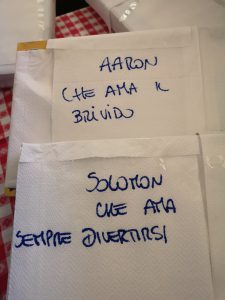 AARON
CHE AMA IL
BRIVIDO
SOLOMON
CHE AMA
SEMPRE DIVERTIRSI